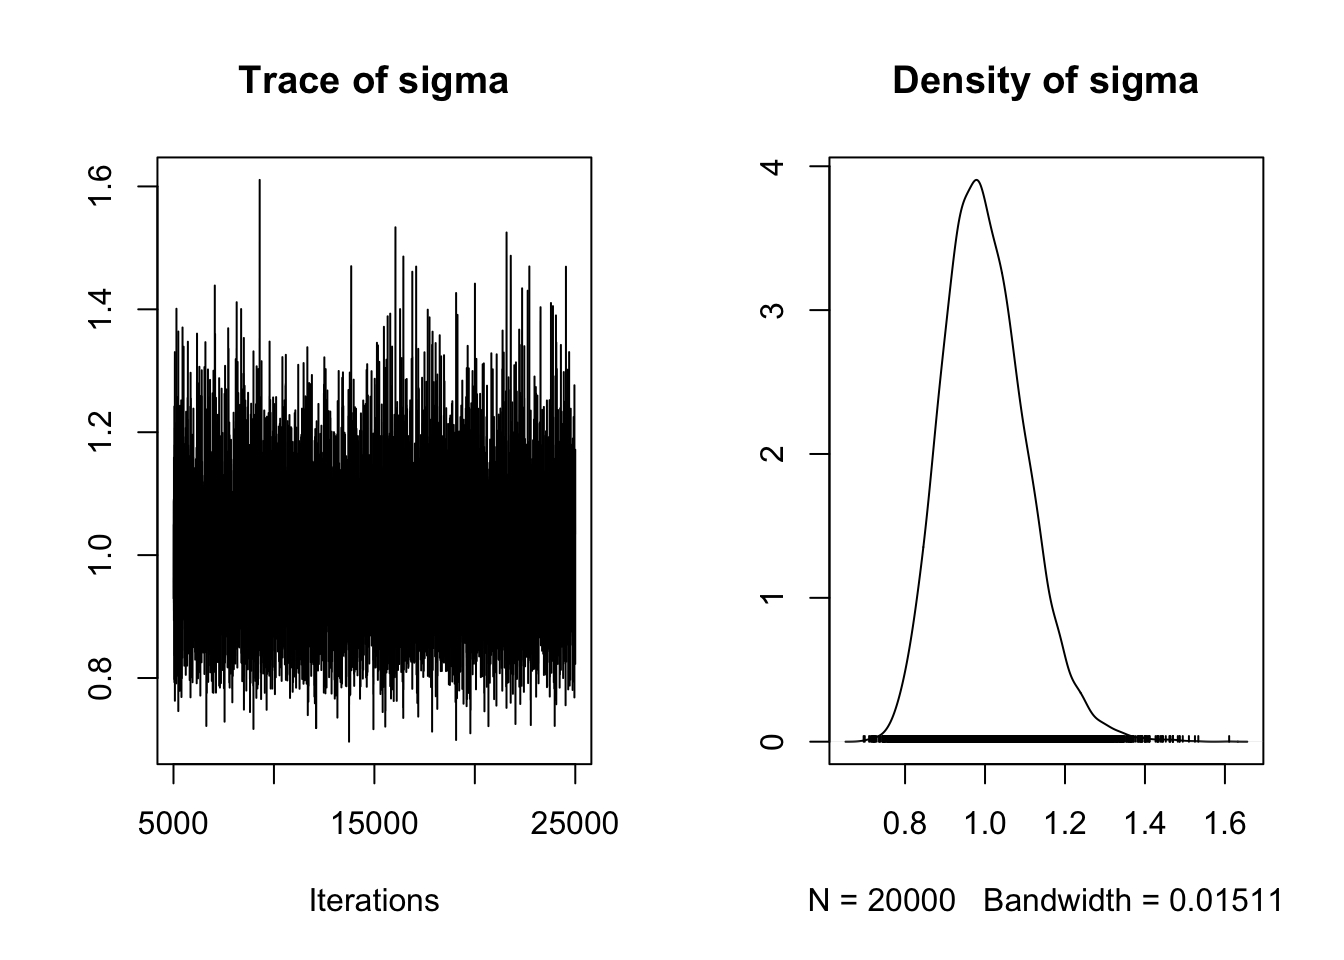 Trace of sigma
1.6
1.4
1.2
1.0
0.8
5000 15000 25000
Iterations
Density of sigma
4
3
2
1
0
0.8 1.0 1.2 1.4 1.6
N = 20000 Bandwidth = 0.01511